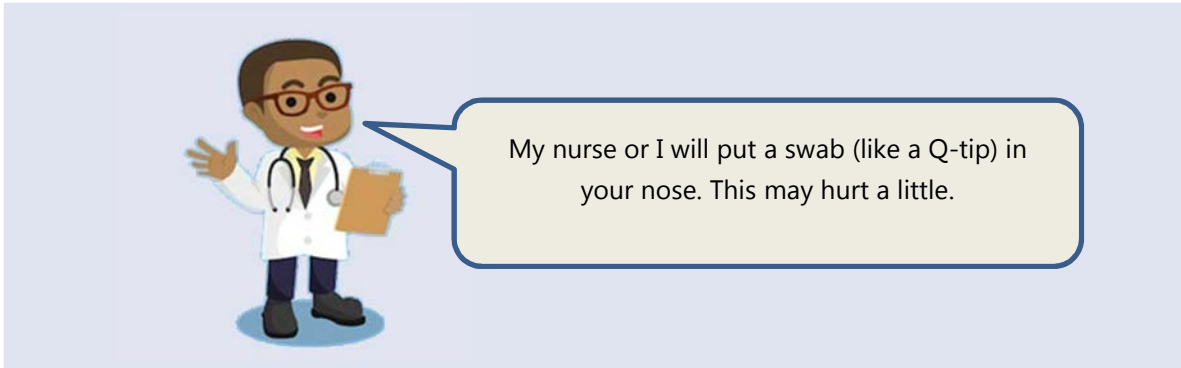 My nurse or I will put a swab (like a Q-tip) in
your nose. This may hurt a little.